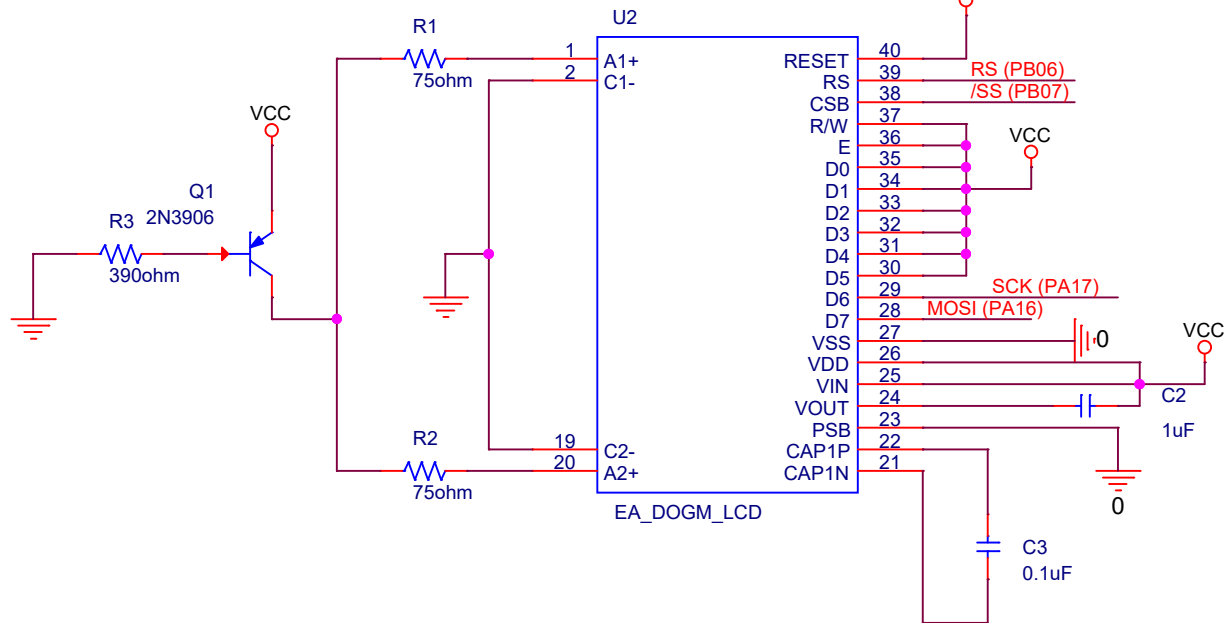 U2
R1
75ohm
1
2
A1+
C1-
RESET
RS
CSB
R/W
E
D0
D1
D2
D3
D4
D5
D6
D7
VSS
VDD
VIN
VOUT
PSB
CAP1P
CAP1N
40
39
38
37
36
35
34
33
32
31
30
29
28
27
26
25
24
23
22
21
RS (PB06)
/SS (PB07)
VCC
SCK (PA17)
MOSI (PA16)
0
VCC
C2
1uF
0
VCC
Q1
2N3906
R3
390ohm
R2
75ohm
19
20
C2-
A2+
EA_DOGM_LCD
C3
0.1uF